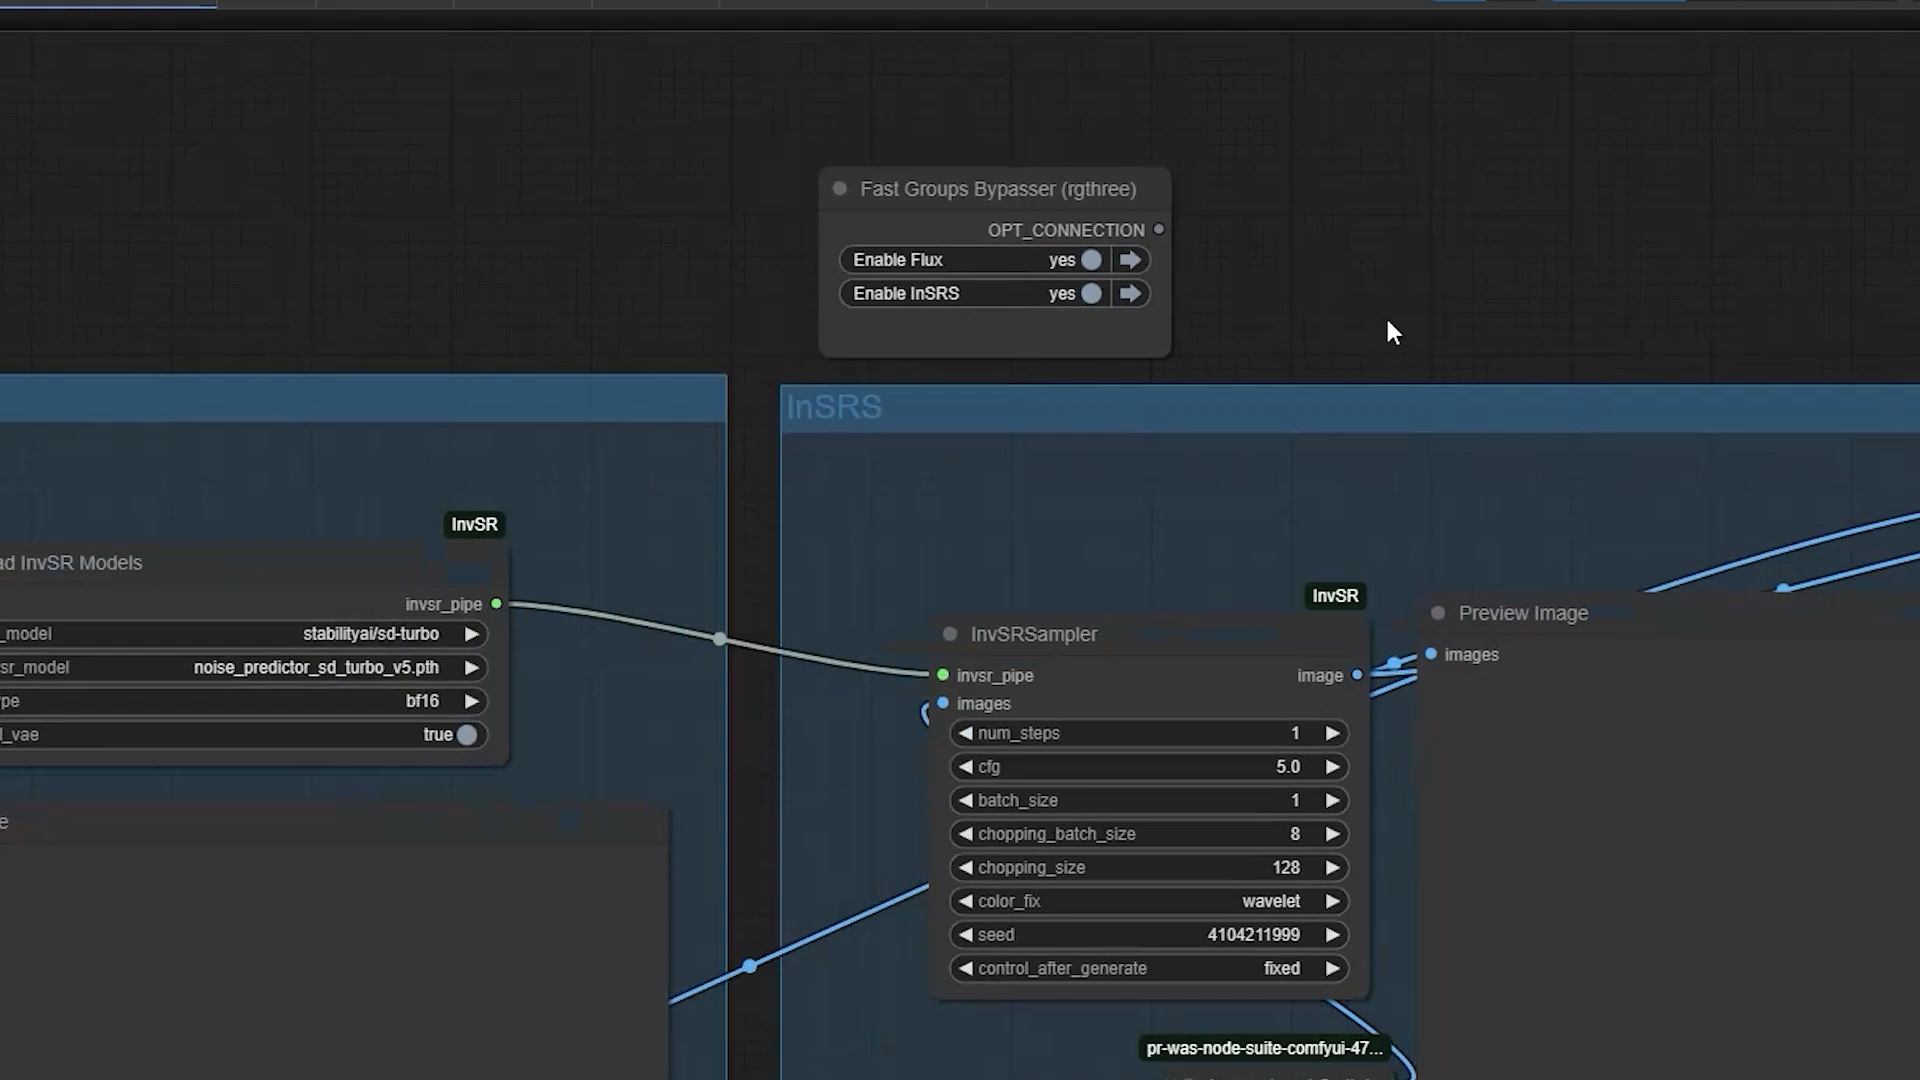 Fast Groups Bypasser (rgthree)
OPT_CONNECTION
Enable Flux yes
Enable InSRS yes
InSRS
InvSR
ad InvSR Models
invsr_pipe
_model stabilityai/sd-turbo
sr_model noise_predictor_sd_turbo_v5.pth
pe bf16
d_vae true
e
InvSR
InvSRSampler
invsr_pipe image
images
num_steps 1
cfg 5.0
batch_size 1
chopping_batch_size 8
chopping_size 128
color_fix wavelet
seed 4104211999
control_after_generate fixed
Preview Image
images
pr-was-node-suite-comfyui-47...